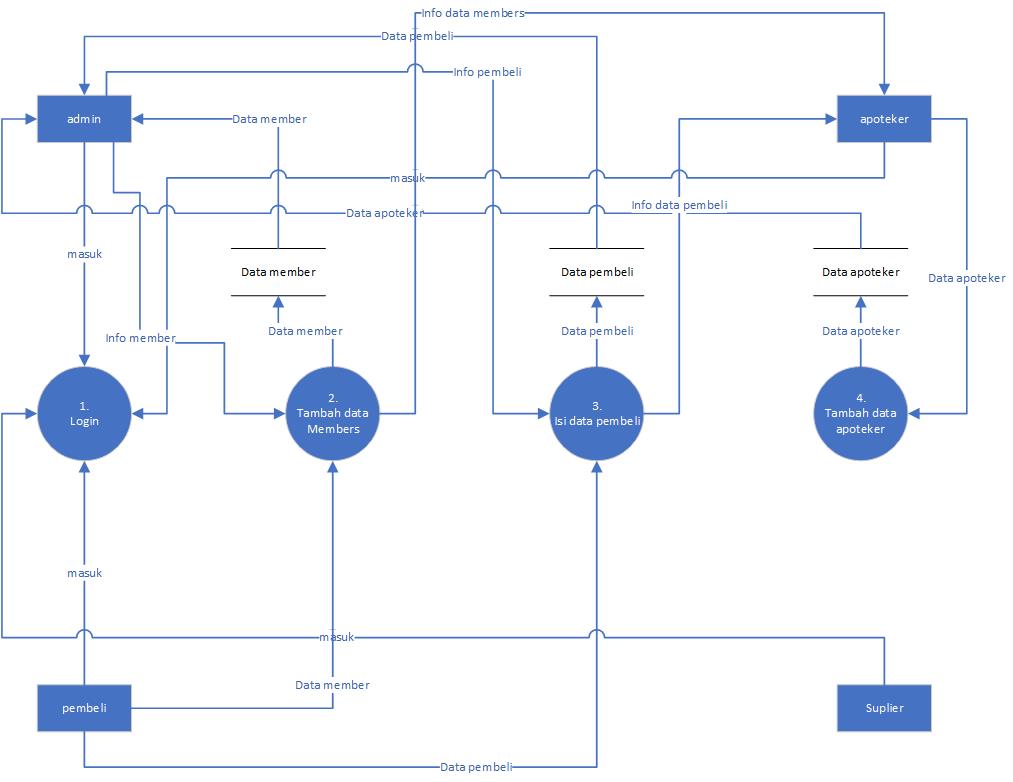 Info data members
Data pembeli
Info pembeli
admin
Data member
apoteker
masuk
Info data pembeli
Data apoteker
masuk
Data member
Data pembeli
Data apoteker
Data apoteker
Info member
Data member
Data pembeli
Data apoteker
1.
Login
2.
Tambah data
Members
3.
Isi data pembeli
4.
Tambah data
apoteker
masuk
masuk
Data member
pembeli
Suplier
Data pembeli